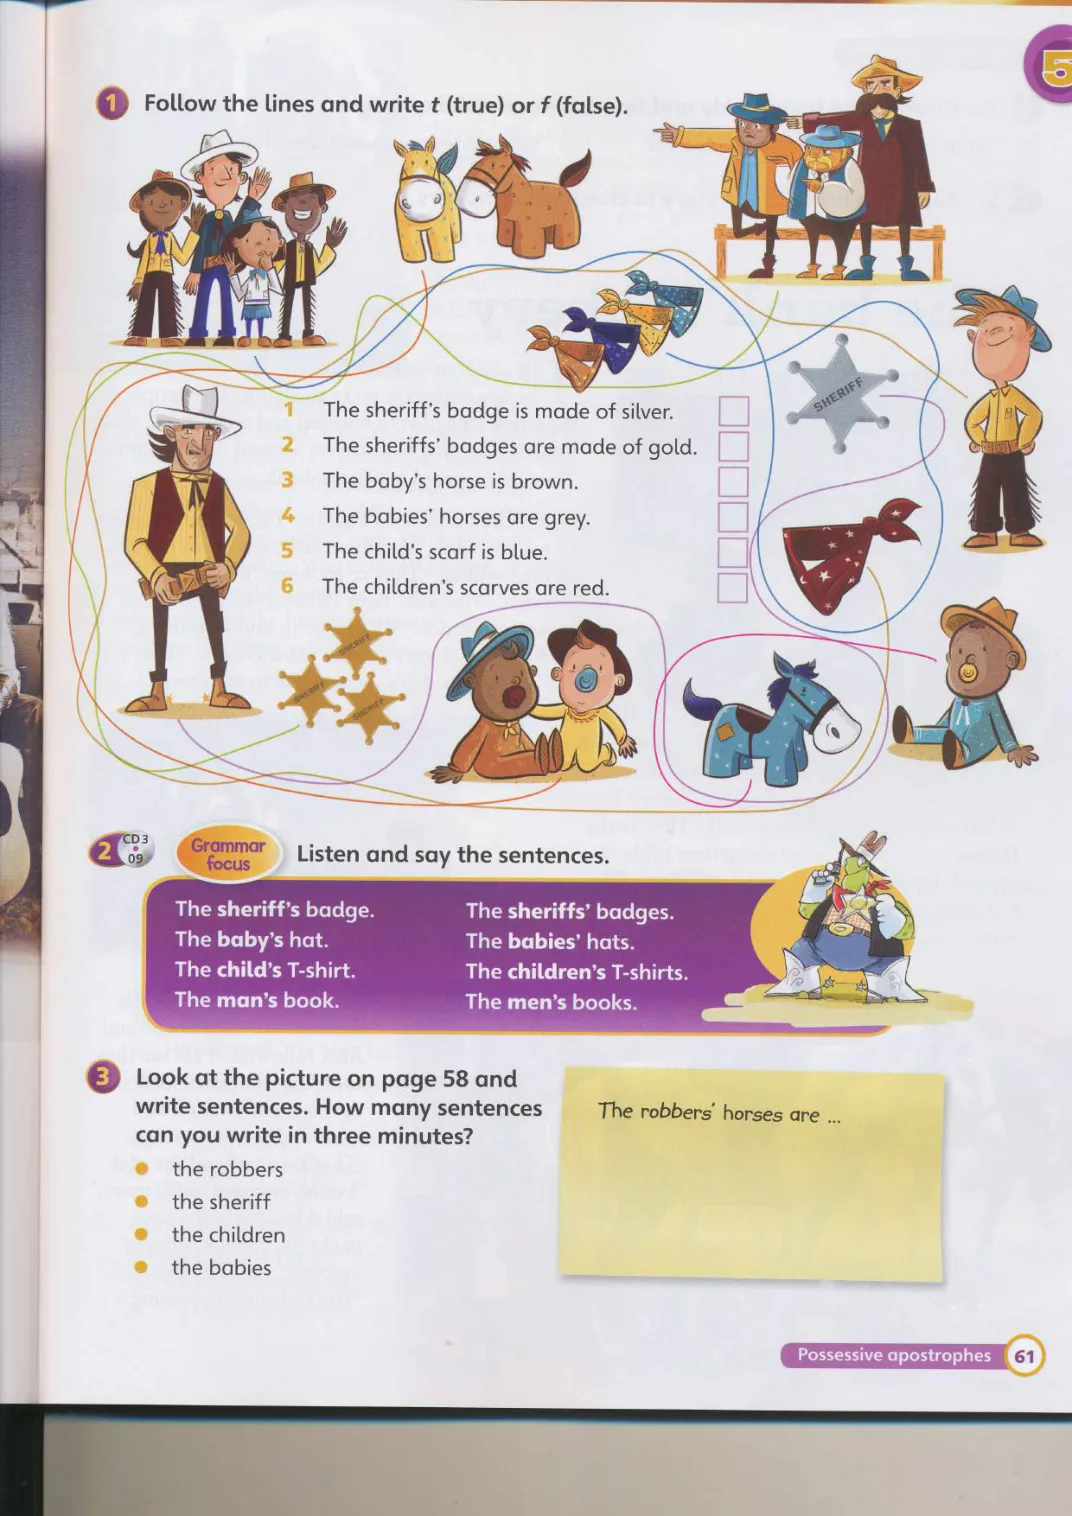 5
1 Follow the lines and write t (true) or f (false).
SHERIFF
1 The sheriff's badge is made of silver.
2 The sheriffs' badges are made of gold.
3 The baby's horse is brown.
4 The babies' horses are grey.
5 The child's scarf is blue.
6 The children's scarves are red.
SHERIFF
SHERIFF
SHERIFF
2 CD3
09
Grammar
focus
Listen and say the sentences.
The sheriff's badge.
The baby's hat.
The child's T-shirt.
The man's book.
The sheriffs' badges.
The babies' hats.
The children's T-shirts.
The men's books.
3 Look at the picture on page 58 and
write sentences. How many sentences
can you write in three minutes?
the robbers
the sheriff
the children
the babies
The robbers' horses are ...
Possessive apostrophes 61